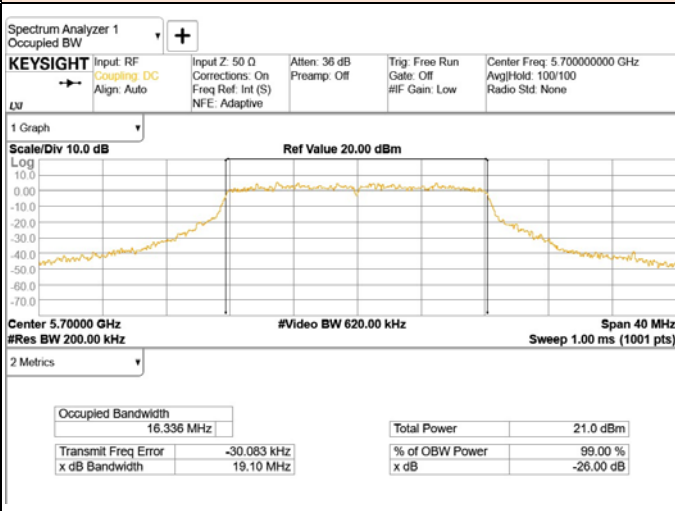 Spectrum Analyzer 1
Occupied BW
+
KEYSIGHT
LXI
Input: RF
Coupling: DC
Align: Auto
Input Z: 50 Ω
Corrections: On
Freq Ref: Int (S)
NFE: Adaptive
Atten: 36 dB
Preamp: Off
Trig: Free Run
Gate: Off
#IF Gain: Low
Center Freq: 5.700000000 GHz
Avg|Hold: 100/100
Radio Std: None
1 Graph
Scale/Div 10.0 dB
Ref Value 20.00 dBm
Log
10.0
0.00
-10.0
-20.0
-30.0
-40.0
-50.0
-60.0
-70.0
Center 5.70000 GHz
#Video BW 620.00 kHz
Span 40 MHz
#Res BW 200.00 kHz
Sweep 1.00 ms (1001 pts)
2 Metrics
Occupied Bandwidth
16.336 MHz
Total Power 21.0 dBm
Transmit Freq Error -30.083 kHz
% of OBW Power 99.00 %
x dB Bandwidth 19.10 MHz
x dB -26.00 dB